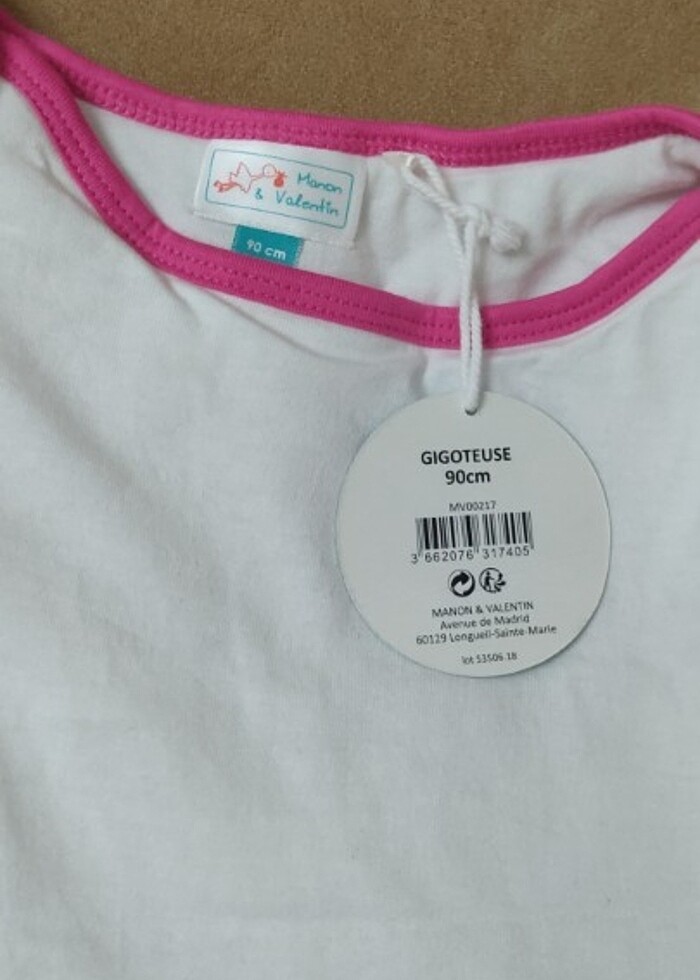 Manon
& Valentin
90 cm
GIGOTEUSE
90cm
MV00217
3 662076 317405
MANON & VALENTIN
Avenue de Madrid
60129 Longueil-Sainte-Marie
lot 53506.18